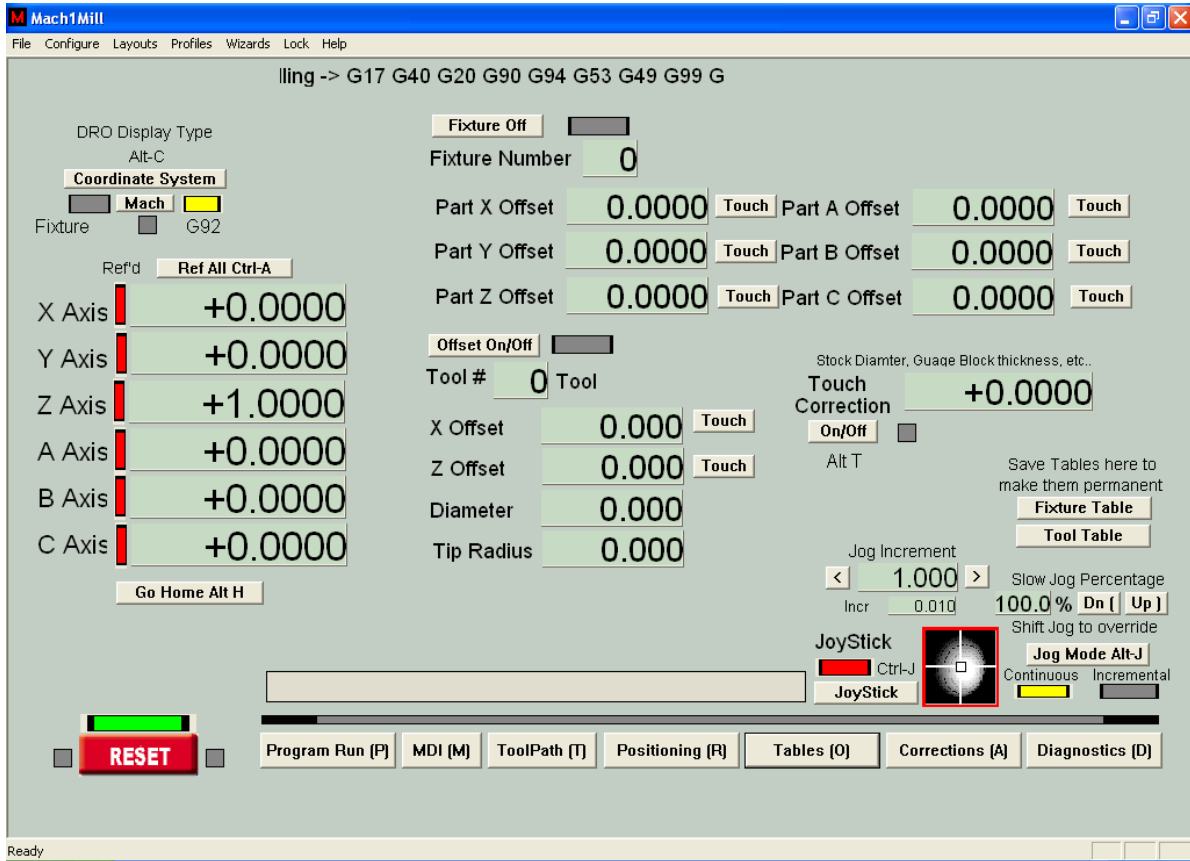 Mach1Mill
File Configure Layouts Profiles Wizards Lock Help
lling -> G17 G40 G20 G90 G94 G53 G49 G99 G
DRO Display Type
Alt-C
Coordinate System
Mach
Fixture G92
Ref'd Ref All Ctrl-A
X Axis +0.0000
Y Axis +0.0000
Z Axis +1.0000
A Axis +0.0000
B Axis +0.0000
C Axis +0.0000
Go Home Alt H
Fixture Off
Fixture Number 0
Part X Offset 0.0000 Touch Part A Offset 0.0000 Touch
Part Y Offset 0.0000 Touch Part B Offset 0.0000 Touch
Part Z Offset 0.0000 Touch Part C Offset 0.0000 Touch
Offset On/Off
Tool # 0 Tool
X Offset 0.000 Touch
Z Offset 0.000 Touch
Diameter 0.000
Tip Radius 0.000
Stock Diamter, Guage Block thickness, etc..
Touch
Correction +0.0000
On/Off
Alt T
Save Tables here to
make them permanent
Fixture Table
Tool Table
Jog Increment
< 1.000 >
Incr 0.010
Slow Jog Percentage
100.0 % Dn ( Up )
Shift Jog to override
Jog Mode Alt-J
Continuous Incremental
JoyStick
Ctrl-J
JoyStick
RESET
Program Run (P) MDI (M) ToolPath (T) Positioning (R) Tables (O) Corrections (A) Diagnostics (D)
Ready